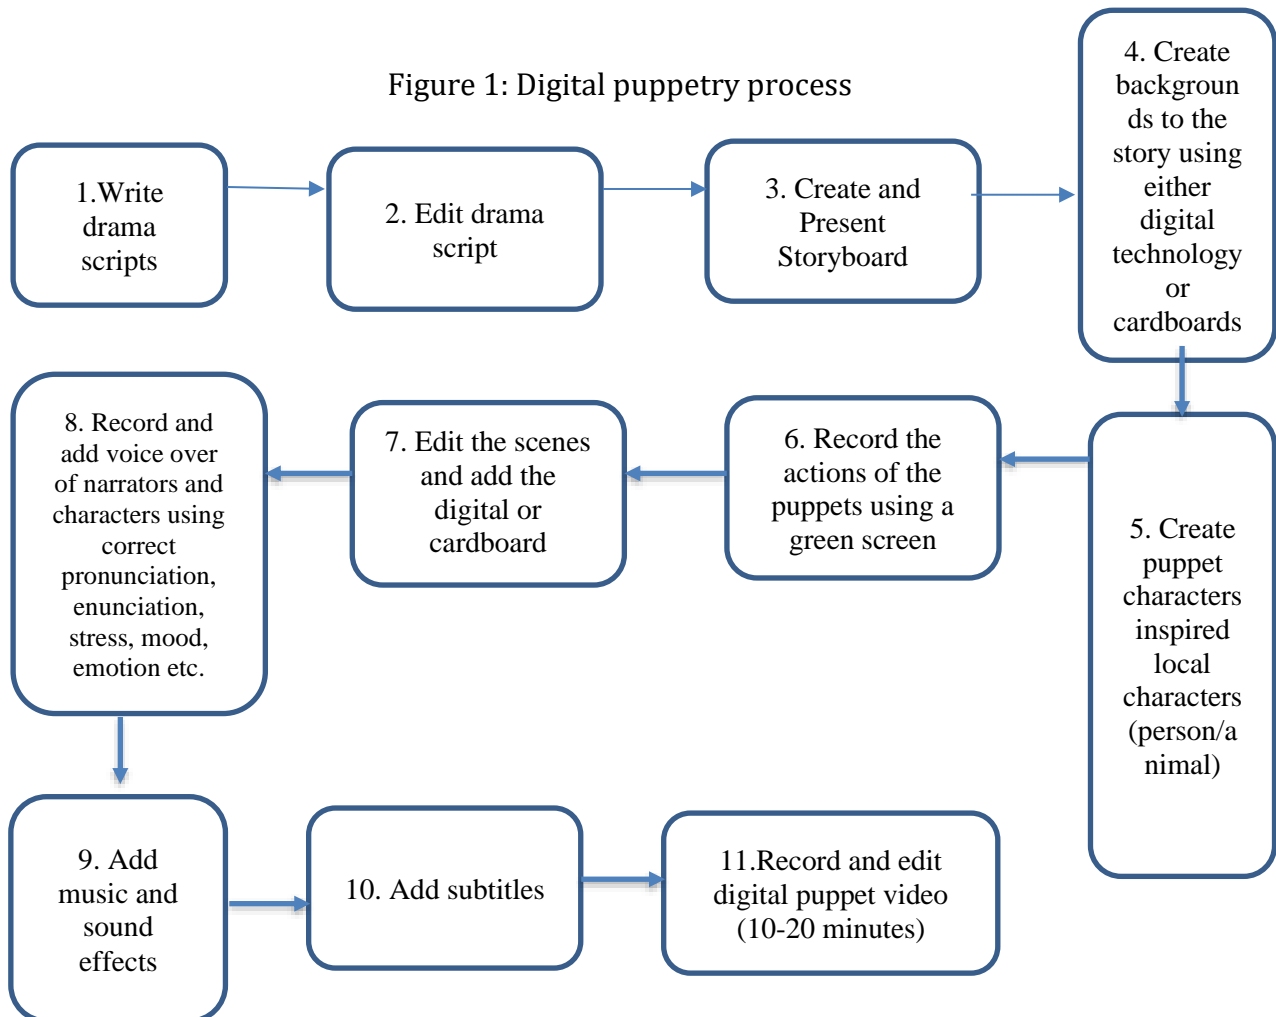 Figure 1: Digital puppetry process
1.Write
drama
scripts
2. Edit drama
script
3. Create and
Present
Storyboard
4. Create
backgroun
ds to the
story using
either
digital
technology
or
cardboards
5. Create
puppet
characters
inspired
local
characters
(person/a
nimal)
6. Record the
actions of the
puppets using a
green screen
7. Edit the scenes
and add the
digital or
cardboard
8. Record and
add voice over
of narrators and
characters using
correct
pronunciation,
enunciation,
stress, mood,
emotion etc.
9. Add
music and
sound
effects
10. Add subtitles
11.Record and edit
digital puppet video
(10-20 minutes)